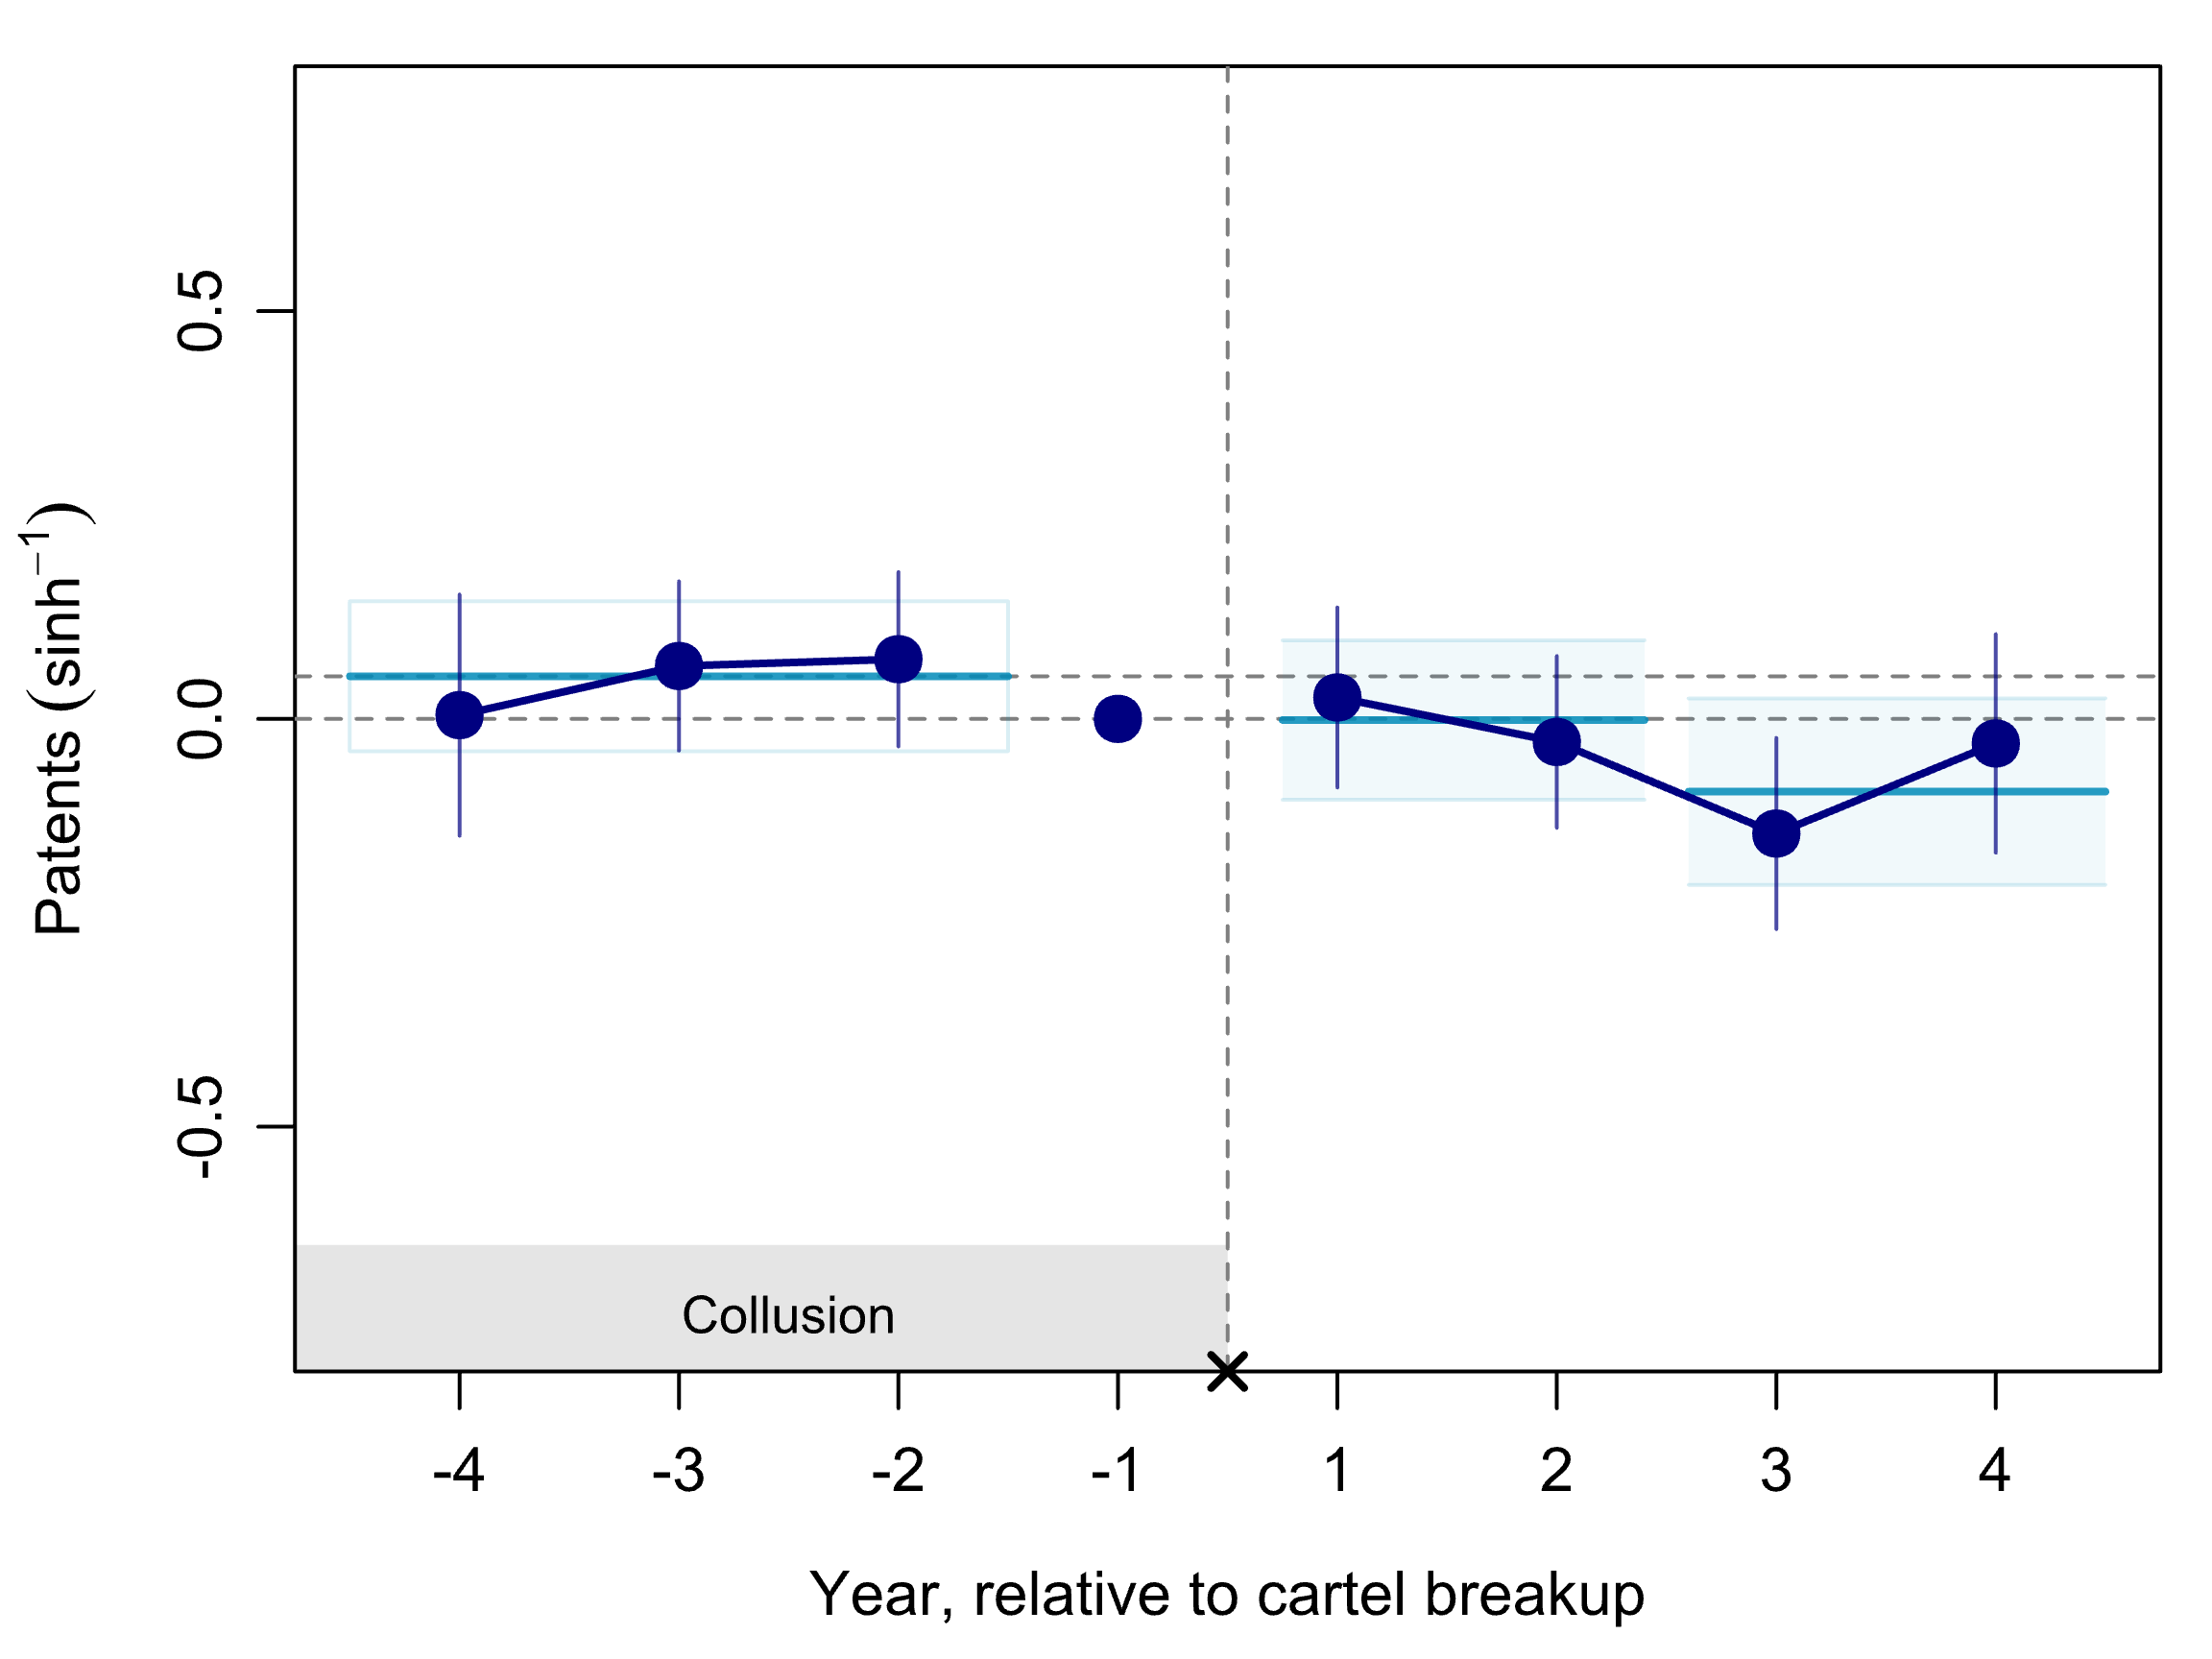 Patents (sinh⁻¹)
0.5
0.0
-0.5
Collusion
-4 -3 -2 -1 1 2 3 4
Year, relative to cartel breakup